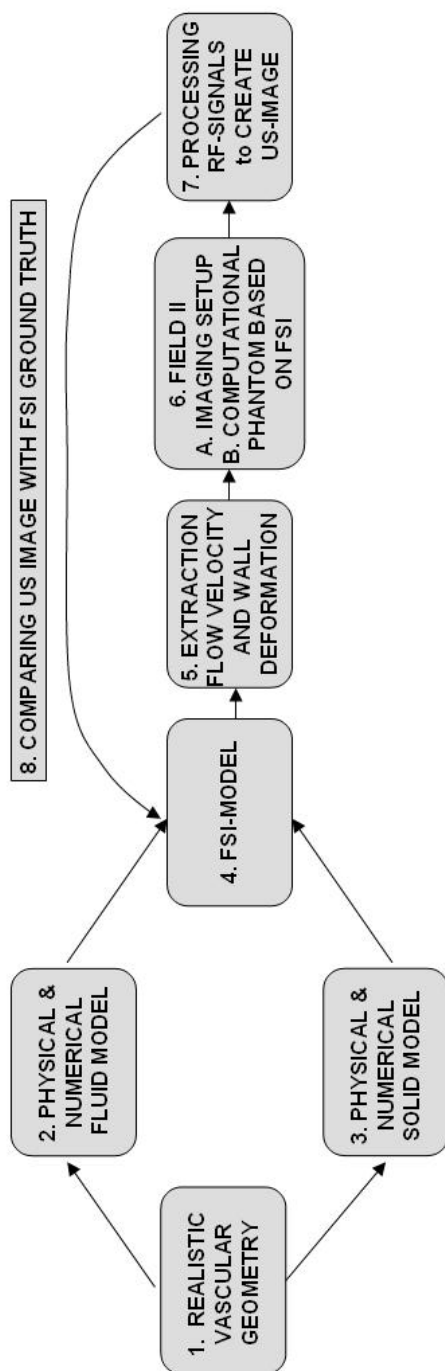 1. REALISTIC
VASCULAR
GEOMETRY
2. PHYSICAL &
NUMERICAL
FLUID MODEL
3. PHYSICAL &
NUMERICAL
SOLID MODEL
4. FSI-MODEL
5. EXTRACTION
FLOW VELOCITY
AND WALL
DEFORMATION
6. FIELD II
A. IMAGING SETUP
B. COMPUTATIONAL
PHANTOM BASED
ON FSI
7. PROCESSING
RF-SIGNALS
to CREATE
US-IMAGE
8. COMPARING US IMAGE WITH FSI GROUND TRUTH